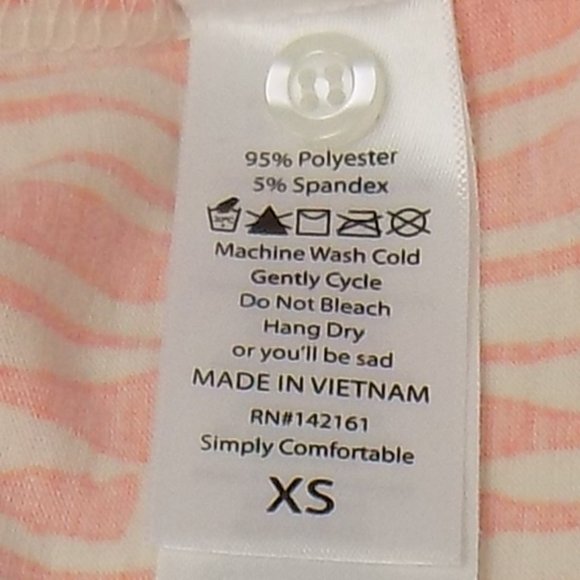 95% Polyester
5% Spandex
Machine Wash Cold
Gently Cycle
Do Not Bleach
Hang Dry
or you'll be sad
MADE IN VIETNAM
RN#142161
Simply Comfortable
XS